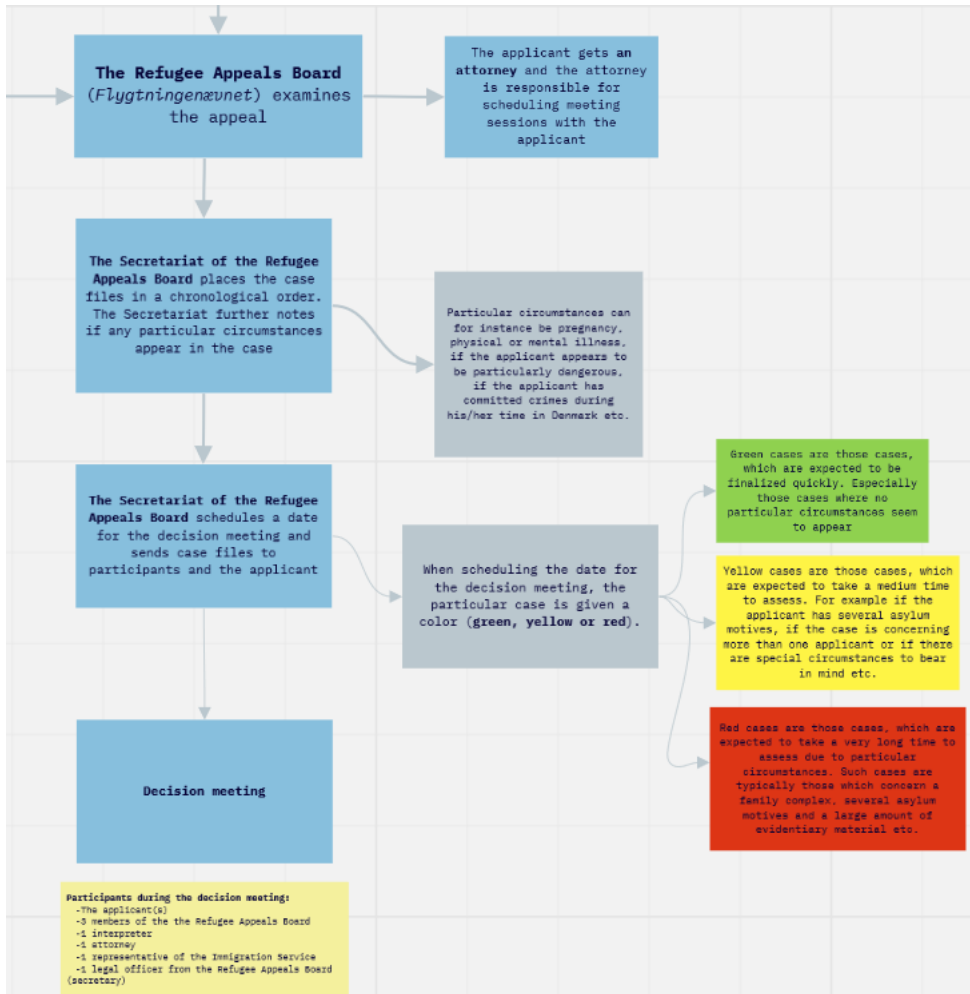 The Refugee Appeals Board
(Flygtningenævnet) examines
the appeal
The applicant gets an
attorney and the attorney
is responsible for
scheduling meeting
sessions with the
applicant
The Secretariat of the Refugee
Appeals Board places the case
files in a chronological order.
The Secretariat further notes
if any particular circumstances
appear in the case
Particular circumstances can
for instance be pregnancy,
physical or mental illness,
if the applicant appears to
be particularly dangerous,
if the applicant has
committed crimes during
his/her time in Denmark etc.
The Secretariat of the Refugee
Appeals Board schedules a date
for the decision meeting and
sends case files to
participants and the applicant
When scheduling the date for
the decision meeting, the
particular case is given a
color (green, yellow or red).
Green cases are those cases,
which are expected to be
finalized quickly. Especially
those cases where no
particular circumstances seem
to appear
Yellow cases are those cases, which
are expected to take a medium time
to assess. For example if the
applicant has several asylum
motives, if the case is concerning
more than one applicant or if there
are special circumstances to bear
in mind etc.
Red cases are those cases, which are
expected to take a very long time to
assess due to particular
circumstances. Such cases are
typically those which concern a
family complex, several asylum
motives and a large amount of
evidentiary material etc.
Decision meeting
Participants during the decision meeting:
-The applicant(s)
-3 members of the the Refugee Appeals Board
-1 interpreter
-1 attorney
-1 representative of the Immigration Service
-1 legal officer from the Refugee Appeals Board
(secretary)